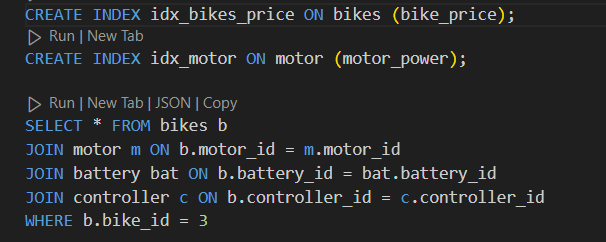 CREATE INDEX idx_bikes_price ON bikes (bike_price);
Run | New Tab
CREATE INDEX idx_motor ON motor (motor_power);
Run | New Tab | JSON | Copy
SELECT * FROM bikes b
JOIN motor m ON b.motor_id = m.motor_id
JOIN battery bat ON b.battery_id = bat.battery_id
JOIN controller c ON b.controller_id = c.controller_id
WHERE b.bike_id = 3